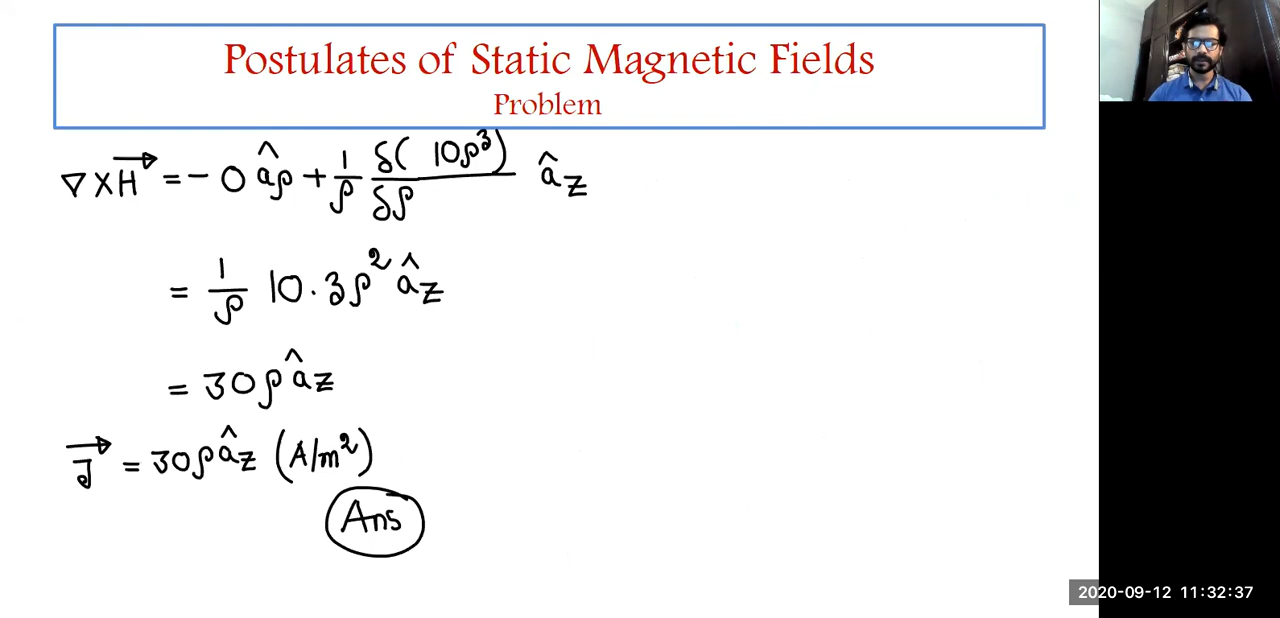 Postulates of Static Magnetic Fields
Problem
∇×H⃗ = -0 âρ + 1/ρ δ(10ρ³)/δρ âz
= 1/ρ 10.3ρ² âz
= 30ρ âz
J⃗ = 30ρ âz (A/m²)
Ans
2020-09-12 11:32:37